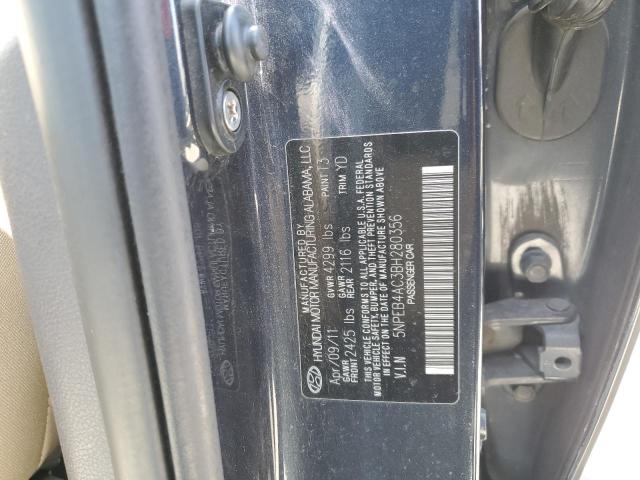 MANUFACTURED BY
HYUNDAI MOTOR MANUFACTURING ALABAMA, LLC
Apr/09/11 GVWR 4299 lbs PAINT T3
GAWR FRONT 2425 lbs GAWR REAR 2116 lbs TRIM YD
THIS VEHICLE CONFORMS TO ALL APPLICABLE U.S.A. FEDERAL
MOTOR VEHICLE SAFETY, BUMPER, AND THEFT PREVENTION STANDARDS
IN EFFECT ON THE DATE OF MANUFACTURE SHOWN ABOVE
V.I.N 5NPEB4AC3BH280356
PASSENGER CAR